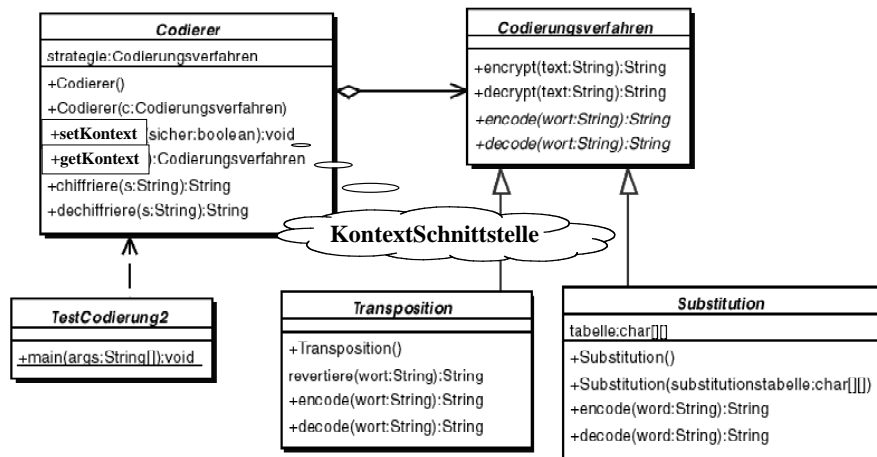 Codierer
strategie:Codierungsverfahren
+Codierer()
+Codierer(c:Codierungsverfahren)
+setKontext (sicher:boolean):void
+getKontext ):Codierungsverfahren
+chiffriere(s:String):String
+dechiffriere(s:String):String
Codierungsverfahren
+encrypt(text:String):String
+decrypt(text:String):String
+encode(wort:String):String
+decode(wort:String):String
KontextSchnittstelle
TestCodierung2
+main(args:String[]):void
Transposition
+Transposition()
revertiere(wort:String):String
+encode(wort:String):String
+decode(wort:String):String
Substitution
tabelle:char[][]
+Substitution()
+Substitution(substitutionstabelle:char[][])
+encode(word:String):String
+decode(word:String):String